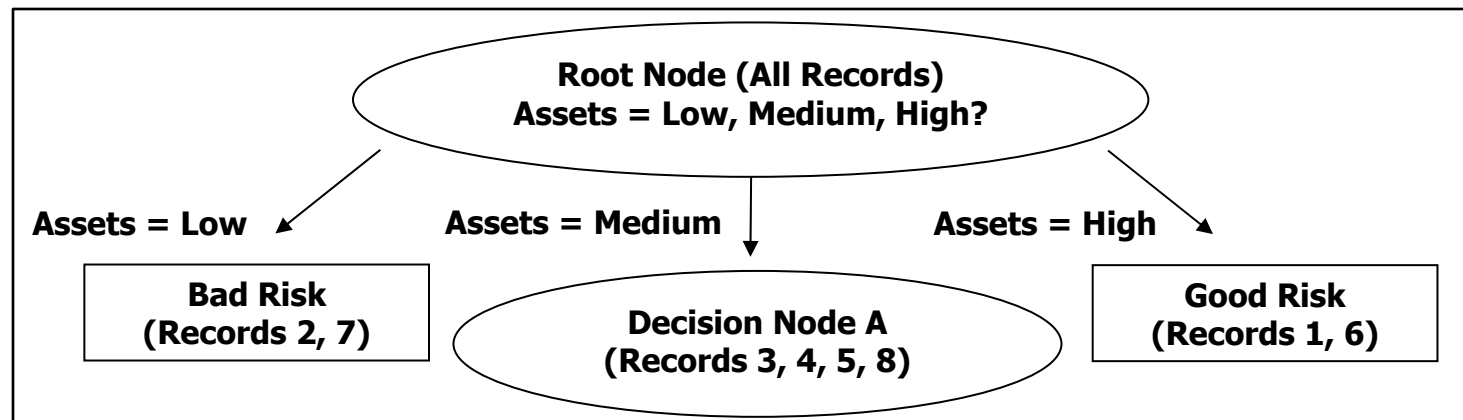 Root Node (All Records)
Assets = Low, Medium, High?
Assets = Low
Assets = Medium
Assets = High
Bad Risk
(Records 2, 7)
Decision Node A
(Records 3, 4, 5, 8)
Good Risk
(Records 1, 6)